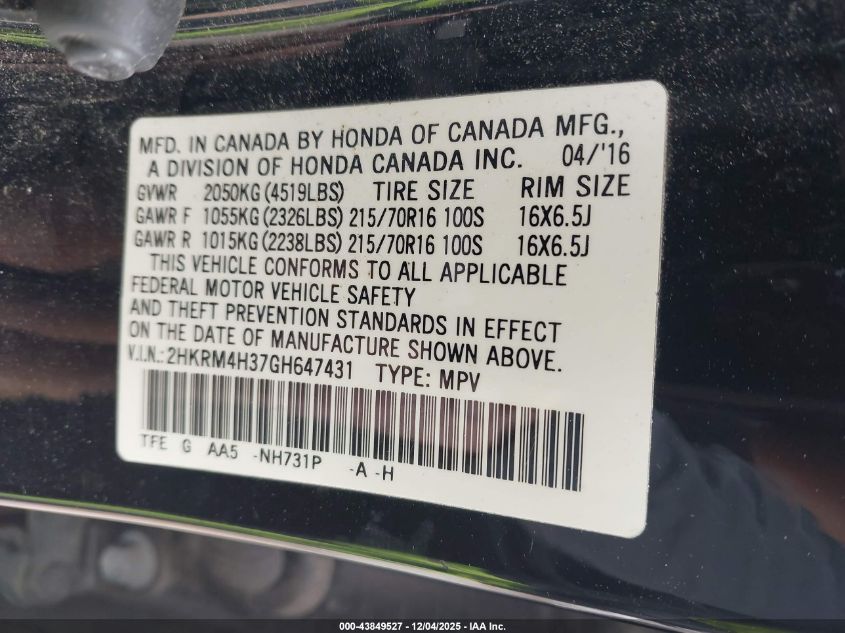 MFD. IN CANADA BY HONDA OF CANADA MFG.,
A DIVISION OF HONDA CANADA INC. 04/'16
GVWR 2050KG(4519LBS) TIRE SIZE RIM SIZE
GAWR F 1055KG(2326LBS) 215/70R16 100S 16X6.5J
GAWR R 1015KG(2238LBS) 215/70R16 100S 16X6.5J
THIS VEHICLE CONFORMS TO ALL APPLICABLE
FEDERAL MOTOR VEHICLE SAFETY
AND THEFT PREVENTION STANDARDS IN EFFECT
ON THE DATE OF MANUFACTURE SHOWN ABOVE.
V.I.N.: 2HKRM4H37GH647431 TYPE: MPV
TFE G AA5 -NH731P -A -H
000-43849527 - 12/04/2025 - IAA Inc.